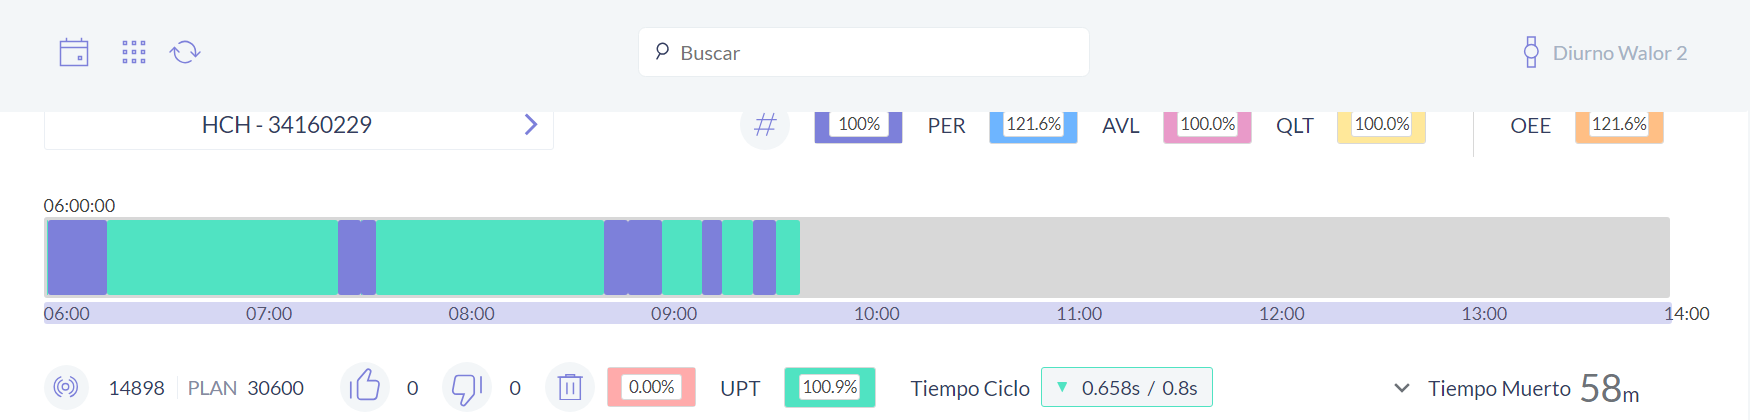 Buscar
Diurno Walor 2
HCH - 34160229
# 100% PER 121.6% AVL 100.0% QLT 100.0% OEE 121.6%
06:00:00
06:00 07:00 08:00 09:00 10:00 11:00 12:00 13:00 14:00
14898 PLAN 30600 0 0 0.00% UPT 100.9% Tiempo Ciclo 0.658s / 0.8s Tiempo Muerto 58m